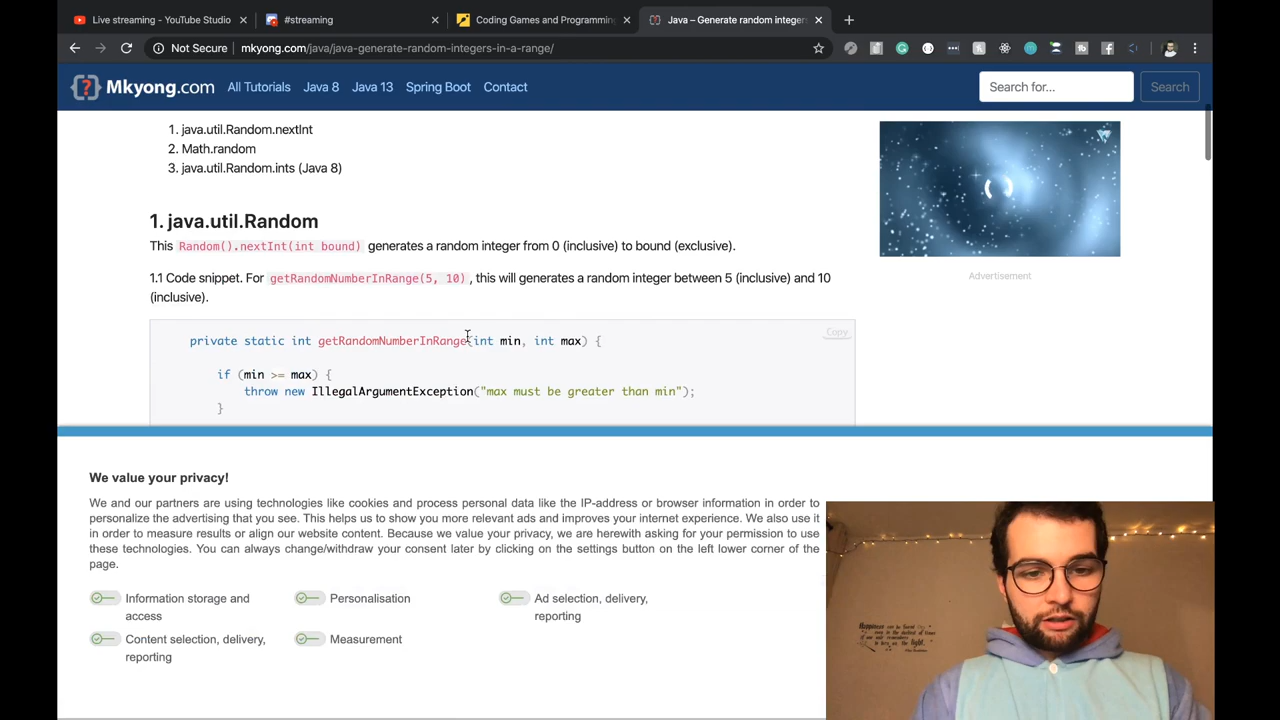 Live streaming - YouTube Studio
#streaming
Coding Games and Programmin
Java – Generate random integers
Not Secure | mkyong.com/java/java-generate-random-integers-in-a-range/
Mkyong.com All Tutorials Java 8 Java 13 Spring Boot Contact Search for... Search
1. java.util.Random.nextInt
2. Math.random
3. java.util.Random.ints (Java 8)
1. java.util.Random
This Random().nextInt(int bound) generates a random integer from 0 (inclusive) to bound (exclusive).
Advertisement
1.1 Code snippet. For getRandomNumberInRange(5, 10), this will generates a random integer between 5 (inclusive) and 10
(inclusive).
Copy
private static int getRandomNumberInRange(int min, int max) {
if (min >= max) {
throw new IllegalArgumentException("max must be greater than min");
}
We value your privacy!
We and our partners are using technologies like cookies and process personal data like the IP-address or browser information in order to
personalize the advertising that you see. This helps us to show you more relevant ads and improves your internet experience. We also use it
in order to measure results or align our website content. Because we value your privacy, we are herewith asking for your permission to use
these technologies. You can always change/withdraw your consent later by clicking on the settings button on the left lower corner of the
page.
Information storage and
access
Personalisation
Ad selection, delivery,
reporting
Content selection, delivery,
reporting
Measurement
Happiness can be found
even in the darkest of times